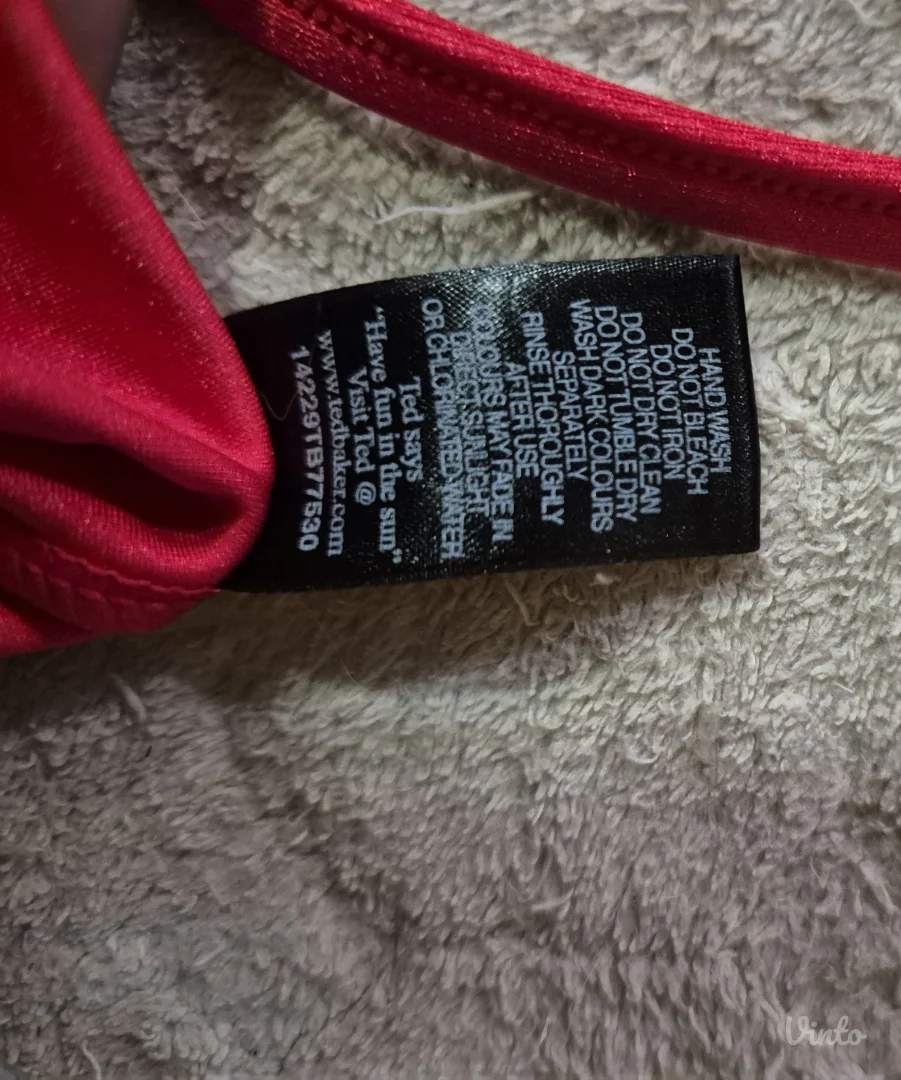 HAND WASH
DO NOT BLEACH
DO NOT IRON
DO NOT DRY CLEAN
DO NOT TUMBLE DRY
WASH DARK COLOURS
SEPARATELY
RINSE THOROUGHLY
AFTER USE
COLOURS MAY FADE IN
DIRECT SUNLIGHT
OR CHLORINATED WATER
Ted Says
"Have fun in the sun"
Visit Ted @
www.tedbaker.com
142291B77530
Vinto